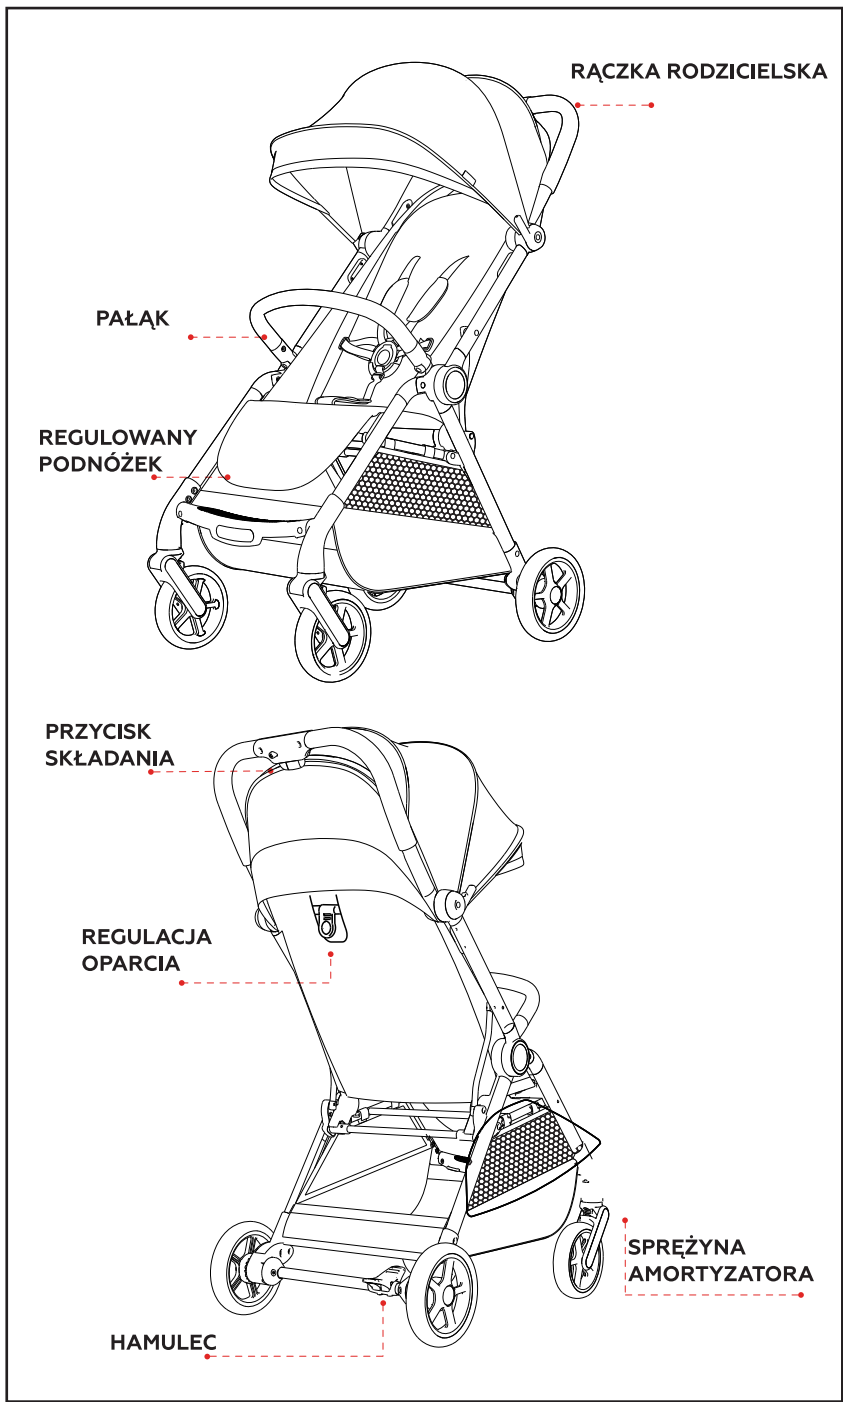 RĄCZKA RODZICIELSKA
PAŁĄK
REGULOWANY
PODNÓŻEK
PRZYCISK
SKŁADANIA
REGULACJA
OPARCIA
SPRĘŻYNA
AMORTYZATORA
HAMULEC